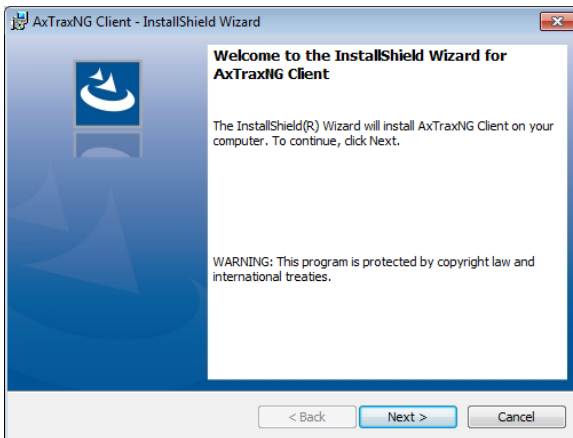 AxTraxNG Client - InstallShield Wizard
Welcome to the InstallShield Wizard for
AxTraxNG Client
The InstallShield(R) Wizard will install AxTraxNG Client on your
computer. To continue, click Next.
WARNING: This program is protected by copyright law and
international treaties.
< Back
Next >
Cancel